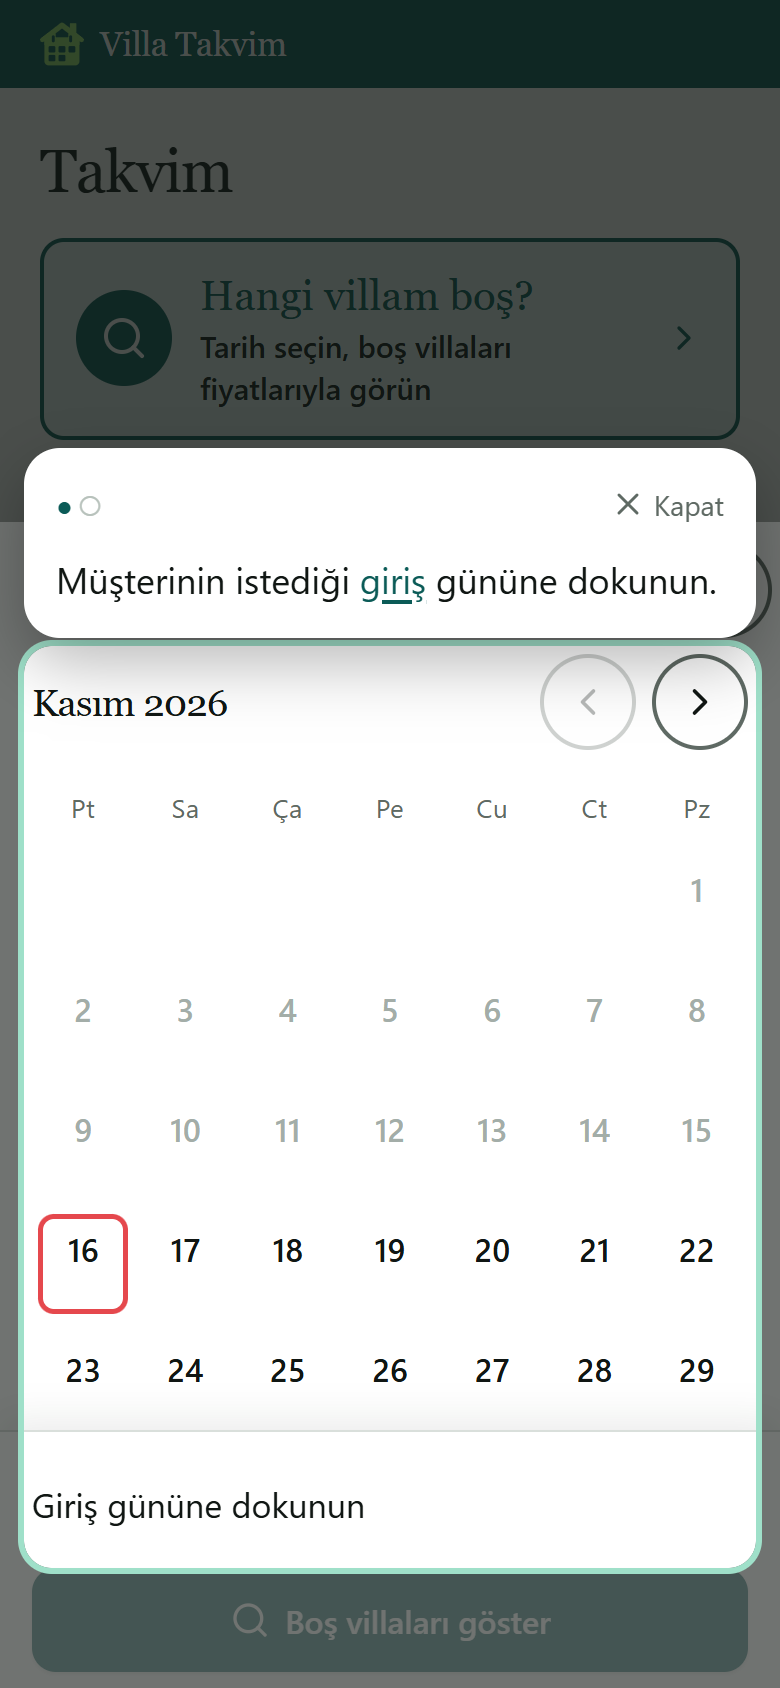 Villa Takvim
Takvim
Hangi villam boş?
Tarih seçin, boş villaları
fiyatlarıyla görün
Kapat
Müşterinin istediği giriş gününe dokunun.
Kasım 2026
Pt Sa Ça Pe Cu Ct Pz
1
2 3 4 5 6 7 8
9 10 11 12 13 14 15
16 17 18 19 20 21 22
23 24 25 26 27 28 29
Giriş gününe dokunun
Boş villaları göster